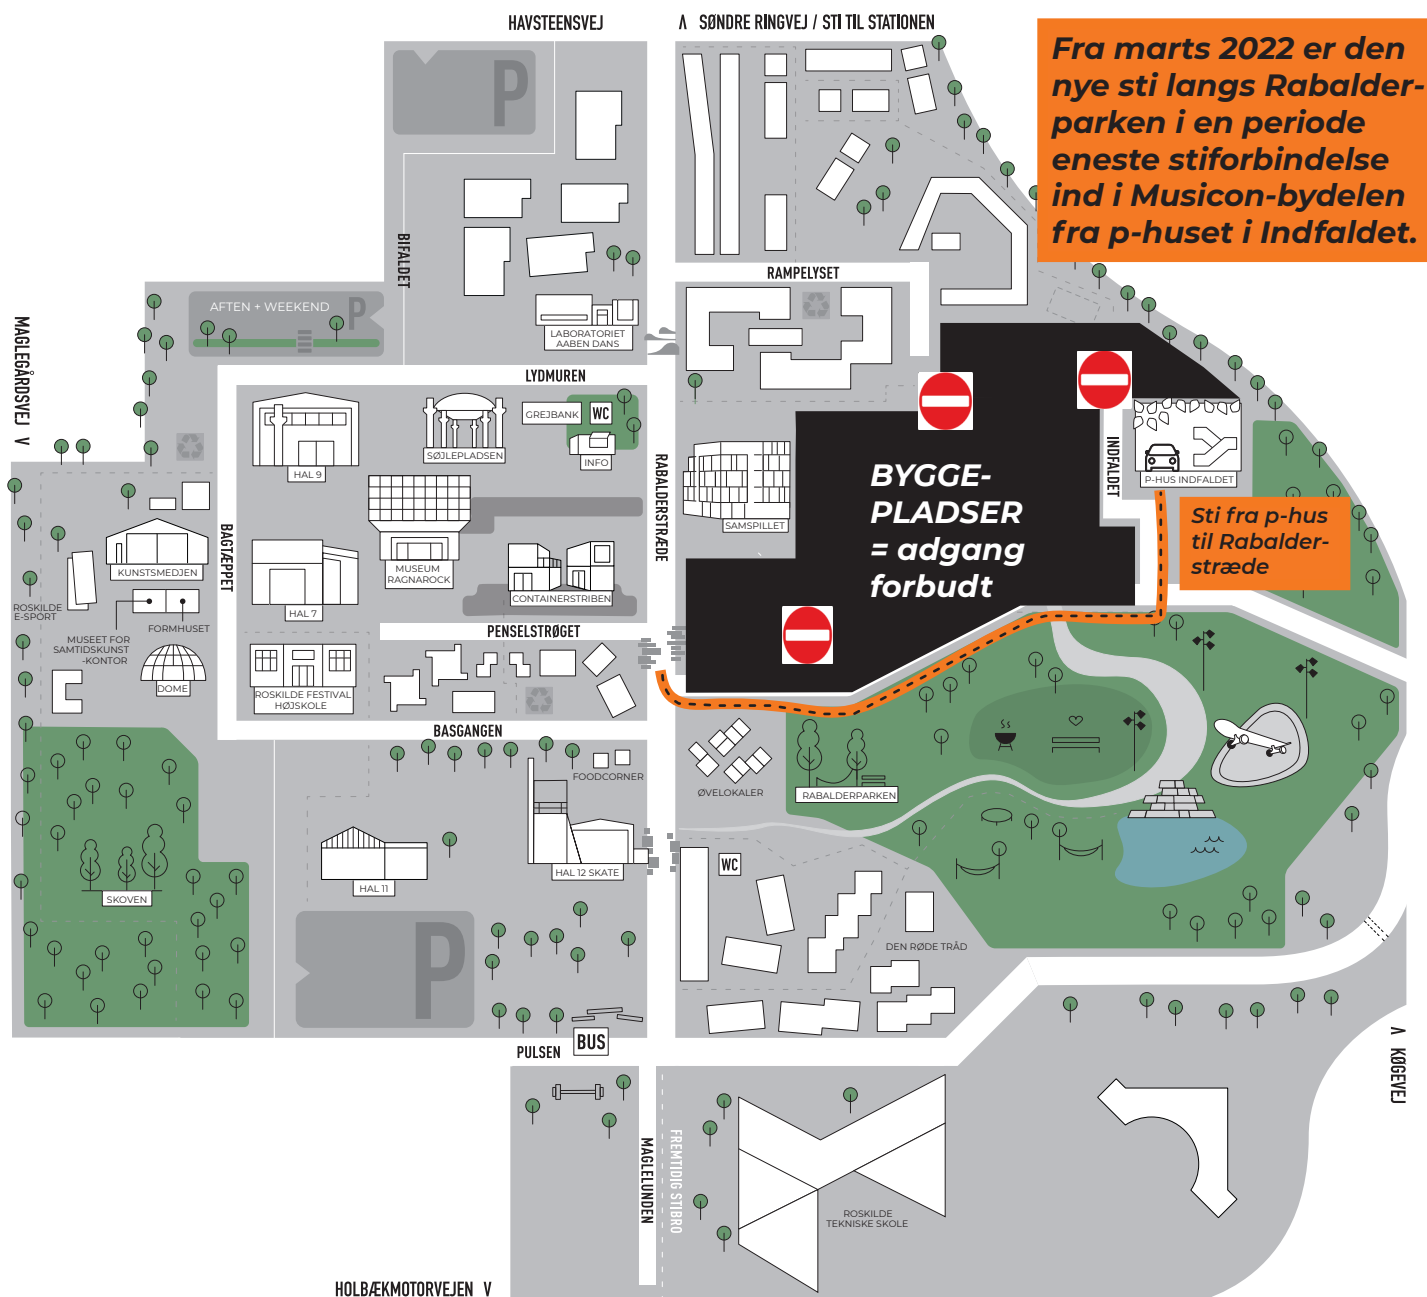 HAVSTEENSVEJ
Λ SØNDRE RINGVEJ / STI TIL STATIONEN
Fra marts 2022 er den
nye sti langs Rabalder-
parken i en periode
eneste stiforbindelse
ind i Musicon-bydelen
fra p-huset i Indfaldet.
P
BIFALDET
RAMPELYSET
AFTEN + WEEKEND
P
LABORATORIET
AABEN DANS
MAGLEGÅRDSVEJ V
LYDMUREN
GREJBANK
WC
HAL 9
SØJLEPLADSEN
INFO
RABALDERSTRÆDE
SAMSPILLET
INDFALDET
P-HUS INDFALDET
BYGGE-
PLADSER
= adgang
forbudt
Sti fra p-hus
til Rabalder-
stræde
BAGTÆPPET
KUNSTSMEDJEN
MUSEUM
RAGNAROCK
HAL 7
CONTAINERSTRIBEN
ROSKILDE
E-SPORT
FORMHUSET
MUSEET FOR
SAMTIDSKUNST
-KONTOR
DOME
PENSELSTRØGET
ROSKILDE FESTIVAL
HØJSKOLE
BASGANGEN
FOODCORNER
ØVELOKALER
RABALDERPARKEN
HAL 11
HAL 12 SKATE
WC
SKOVEN
P
DEN RØDE TRÅD
PULSEN
BUS
Λ KØGEVEJ
MAGLELUNDEN
FREMTIDIG STIBRO
ROSKILDE
TEKNISKE SKOLE
HOLBÆKMOTORVEJEN V